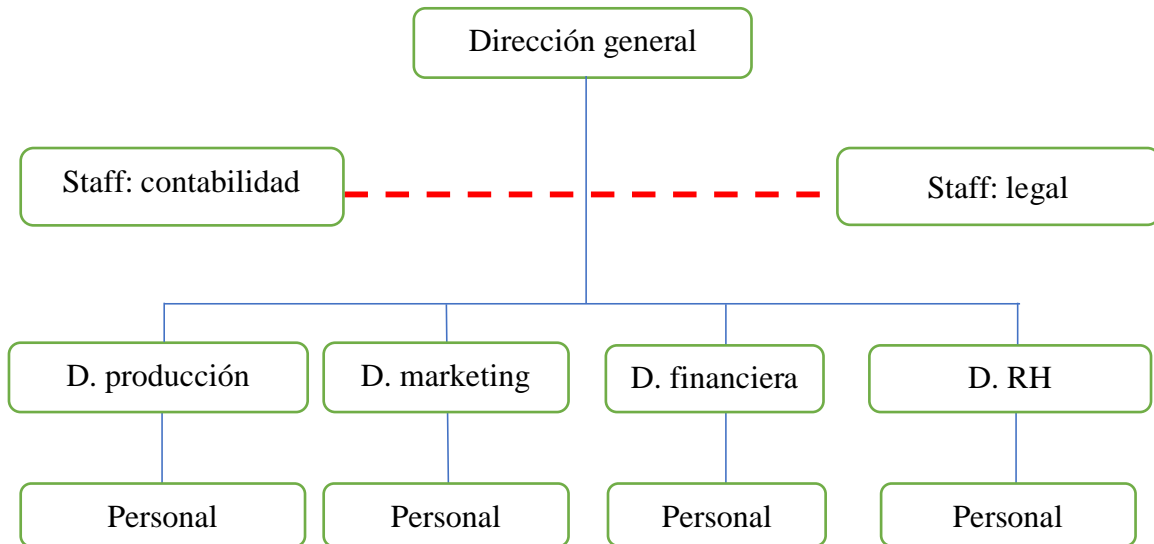 Dirección general
Staff: contabilidad
Staff: legal
D. producción
D. marketing
D. financiera
D. RH
Personal
Personal
Personal
Personal